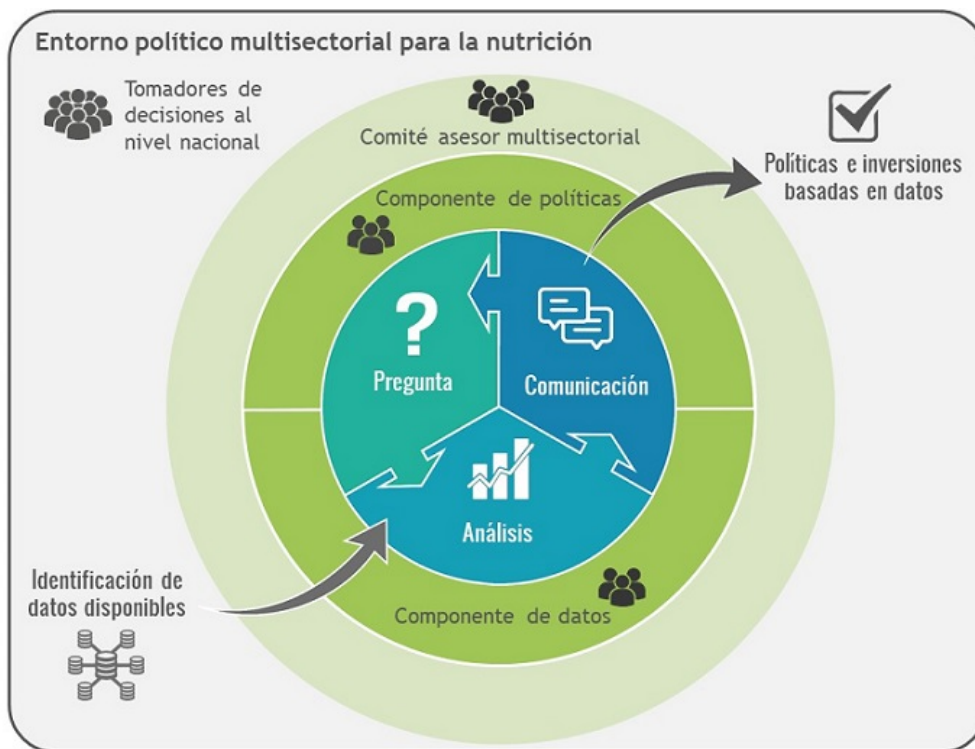 Entorno político multisectorial para la nutrición
Tomadores de
decisiones al
nivel nacional
Comité asesor multisectorial
Políticas e inversiones
basadas en datos
Componente de políticas
?
Pregunta
Comunicación
Análisis
Identificación de
datos disponibles
Componente de datos